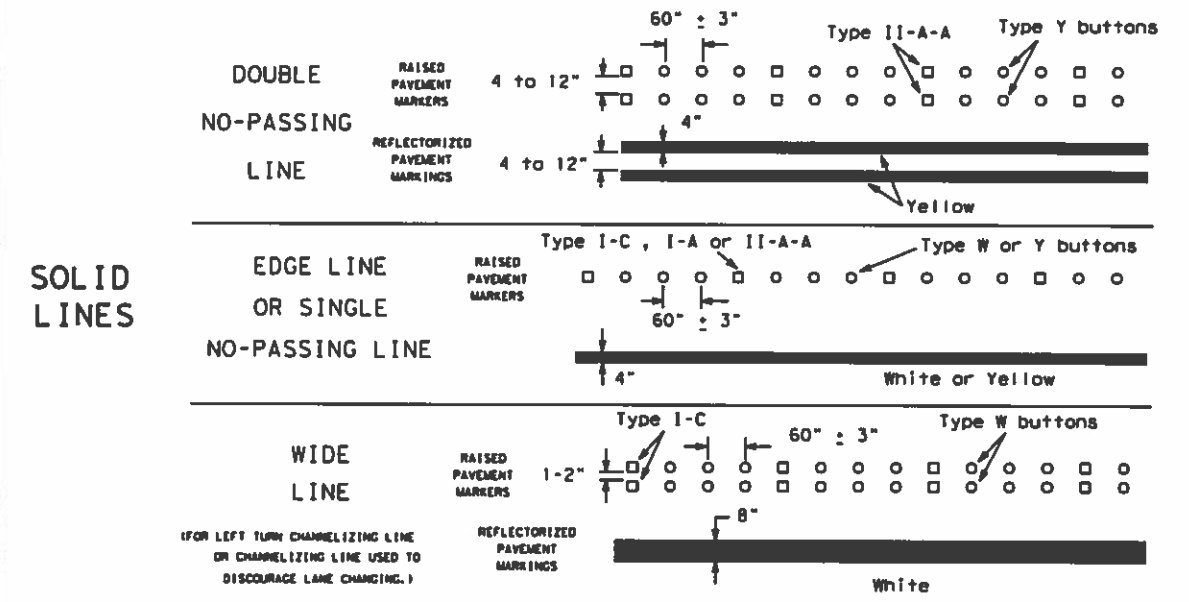 SOLID
LINES
DOUBLE
NO-PASSING
LINE
RAISED
PAVEMENT
MARKERS
4 to 12"
60" ± 3"
Type II-A-A
Type Y buttons
REFLECTORIZED
PAVEMENT
MARKINGS
4 to 12"
4"
Yellow
EDGE LINE
OR SINGLE
NO-PASSING LINE
RAISED
PAVEMENT
MARKERS
Type I-C , I-A or II-A-A
Type W or Y buttons
60" ± 3"
4"
White or Yellow
WIDE
LINE
(FOR LEFT TURN CHANNELIZING LINE
OR CHANNELIZING LINE USED TO
DISCOURAGE LANE CHANGING.)
RAISED
PAVEMENT
MARKERS
1-2"
Type I-C
60" ± 3"
Type W buttons
REFLECTORIZED
PAVEMENT
MARKINGS
8"
White